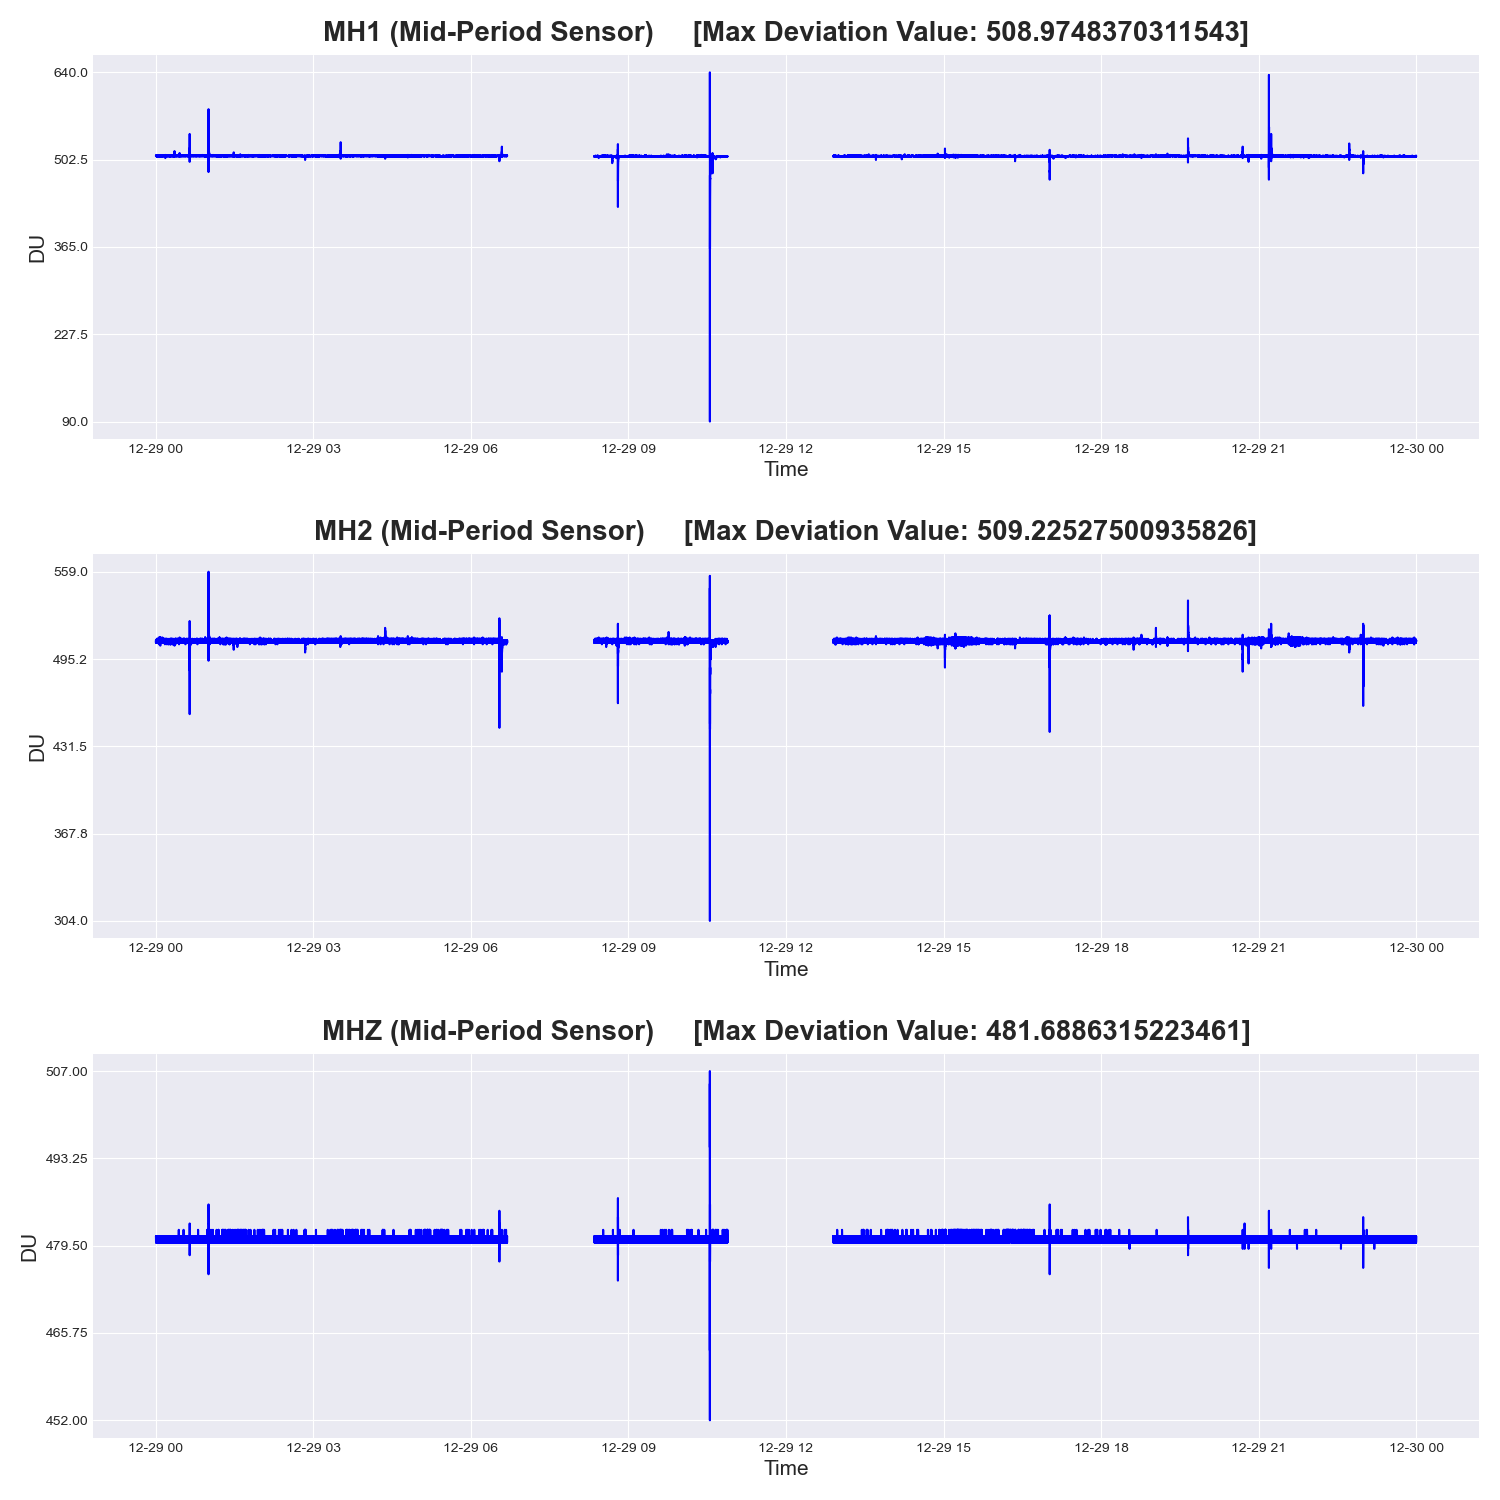 MH1 (Mid-Period Sensor) [Max Deviation Value: 508.9748370311543]
640.0
502.5
365.0
227.5
90.0
DU
12-29 00 12-29 03 12-29 06 12-29 09 12-29 12 12-29 15 12-29 18 12-29 21 12-30 00
Time
MH2 (Mid-Period Sensor) [Max Deviation Value: 509.22527500935826]
559.0
495.2
431.5
367.8
304.0
DU
12-29 00 12-29 03 12-29 06 12-29 09 12-29 12 12-29 15 12-29 18 12-29 21 12-30 00
Time
MHZ (Mid-Period Sensor) [Max Deviation Value: 481.6886315223461]
507.00
493.25
479.50
465.75
452.00
DU
12-29 00 12-29 03 12-29 06 12-29 09 12-29 12 12-29 15 12-29 18 12-29 21 12-30 00
Time